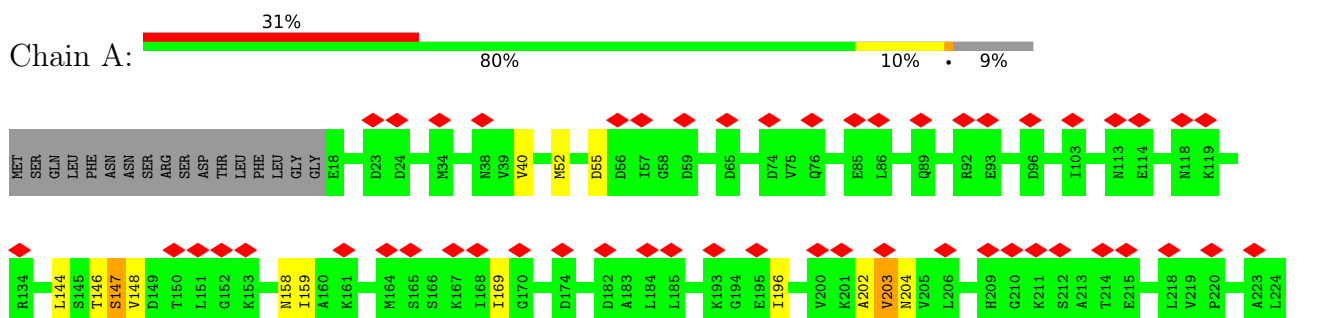 31%
Chain A:
80% 10% • 9%
MET SER GLN LEU PHE ASN ASN SER ARG SER ASP THR LEU PHE LEU GLY GLY E18 D23 D24 M34 N38 V39 V40 M52 D55 D56 I57 G58 D59 D65 D74 V75 Q76 E85 L86 Q89 R92 E93 D96 I103 N113 E114 N118 K119
R134 L144 S145 T146 S147 V148 D149 T150 L151 G152 K153 N158 I159 A160 K161 M164 S165 S166 K167 I168 I169 G170 D174 D182 A183 L184 L185 K193 G194 E195 I196 V200 K201 A202 V203 N204 V205 L206 H209 G210 K211 S212 A213 T214 E215 L218 V219 P220 A223 L224